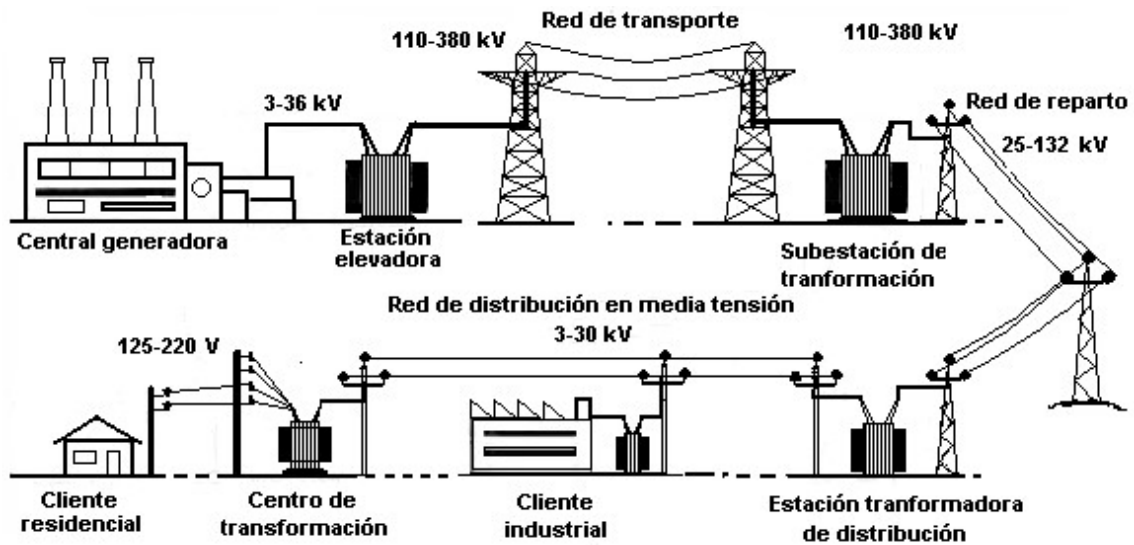 Red de transporte
110-380 kV
110-380 kV
3-36 kV
Red de reparto
25-132 kV
Central generadora
Estación
elevadora
Subestación de
tranformación
Red de distribución en media tensión
3-30 kV
125-220 V
Cliente
residencial
Centro de
transformación
Cliente
industrial
Estación tranformadora
de distribución